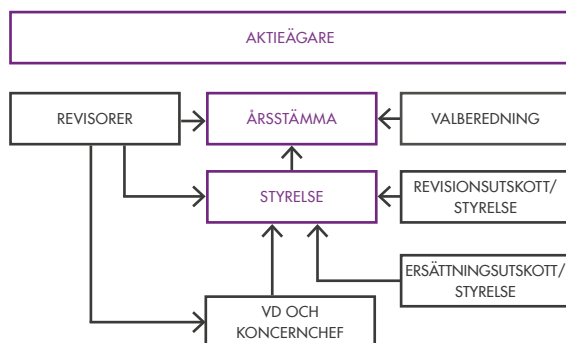 AKTIEÄGARE
REVISORER
ÅRSSTÄMMA
VALBEREDNING
STYRELSE
REVISIONSUTSKOTT/
STYRELSE
ERSÄTTNINGSUTSKOTT/
STYRELSE
VD OCH
KONCERNCHEF